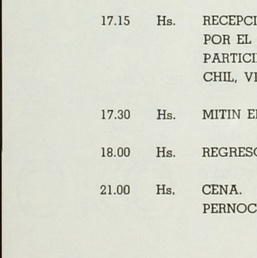 17.15 Hs. RECEPCI
POR EL
PARTICI
CHIL, VI
17.30 Hs. MITIN E
18.00 Hs. REGRESO
21.00 Hs. CENA.
PERNOC